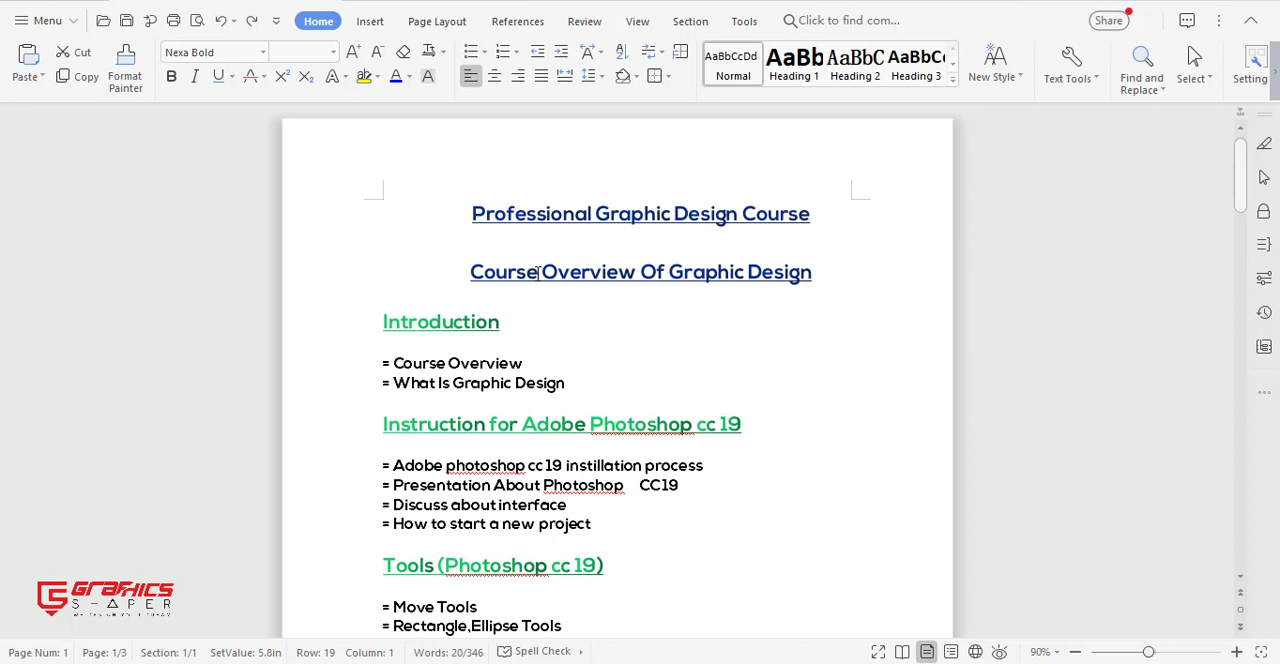 Menu Home Insert Page Layout References Review View Section Tools Click to find com... Share
Paste Cut Copy Format Painter Nexa Bold AaBbCcDd Normal AaBb Heading 1 AaBbC Heading 2 AaBbC Heading 3 New Style Text Tools Find and Replace Select Setting
Professional Graphic Design Course
Course Overview Of Graphic Design
Introduction
= Course Overview
= What Is Graphic Design
Instruction for Adobe Photoshop cc 19
= Adobe photoshop cc 19 instillation process
= Presentation About Photoshop CC19
= Discuss about interface
= How to start a new project
Tools (Photoshop cc 19)
= Move Tools
= Rectangle,Ellipse Tools
GRAPHICS
SHAPER
Page Num: 1 Page: 1/3 Section: 1/1 SetValue: 5.8in Row: 19 Column: 1 Words: 20/346 Spell Check 90%